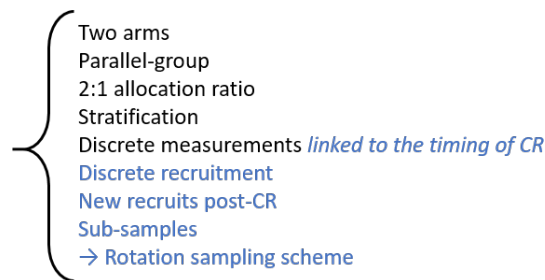 Two arms
Parallel-group
2:1 allocation ratio
Stratification
Discrete measurements linked to the timing of CR
Discrete recruitment
New recruits post-CR
Sub-samples
→ Rotation sampling scheme